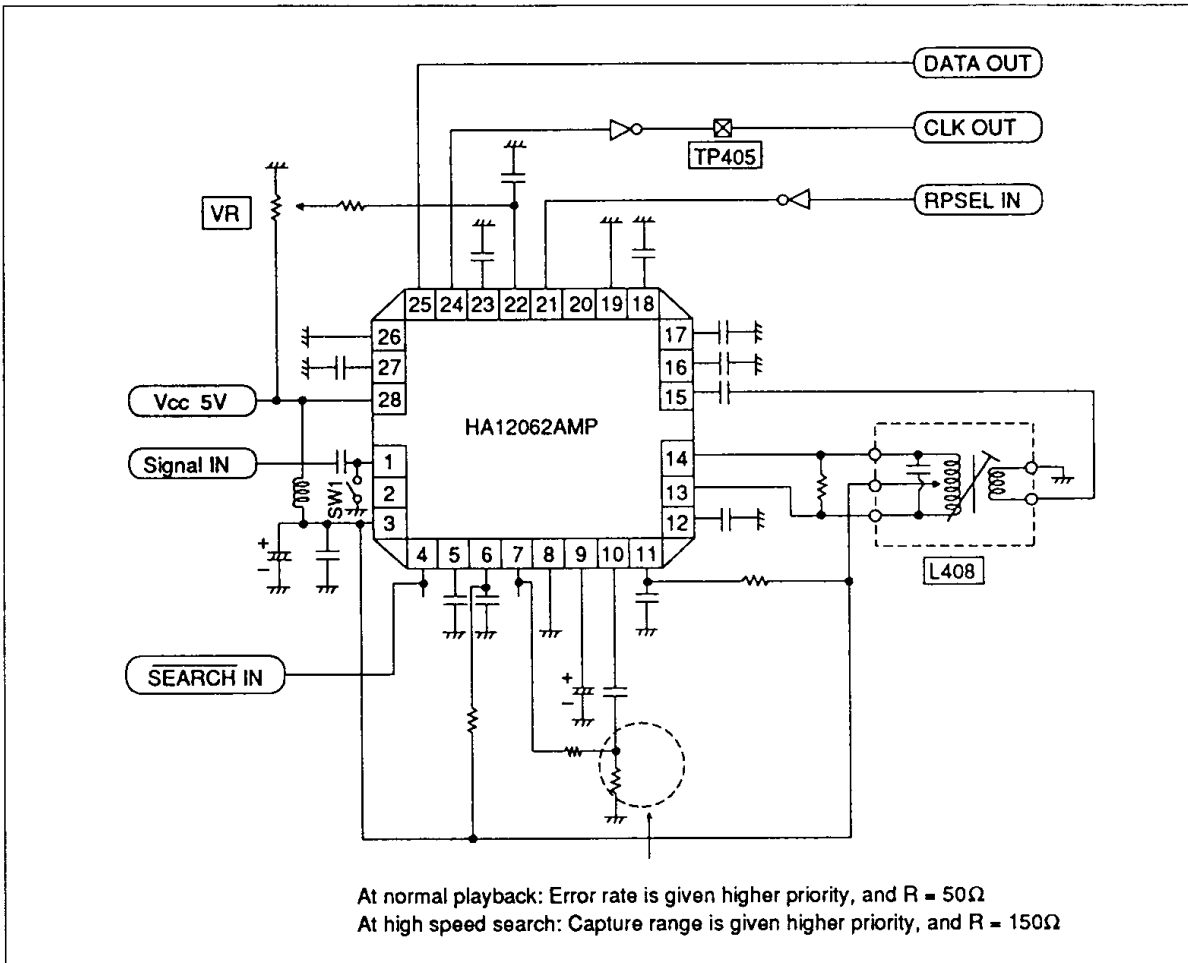 DATA OUT
CLK OUT
TP405
VR
RPSEL IN
25 24 23 22 21 20 19 18
26
27
28
17
16
15
Vcc 5V
HA12062AMP
Signal IN
1
2
3
SW1
14
13
12
+
−
4 5 6 7 8 9 10 11
L408
SEARCH IN
+
−
At normal playback: Error rate is given higher priority, and R = 50Ω
At high speed search: Capture range is given higher priority, and R = 150Ω